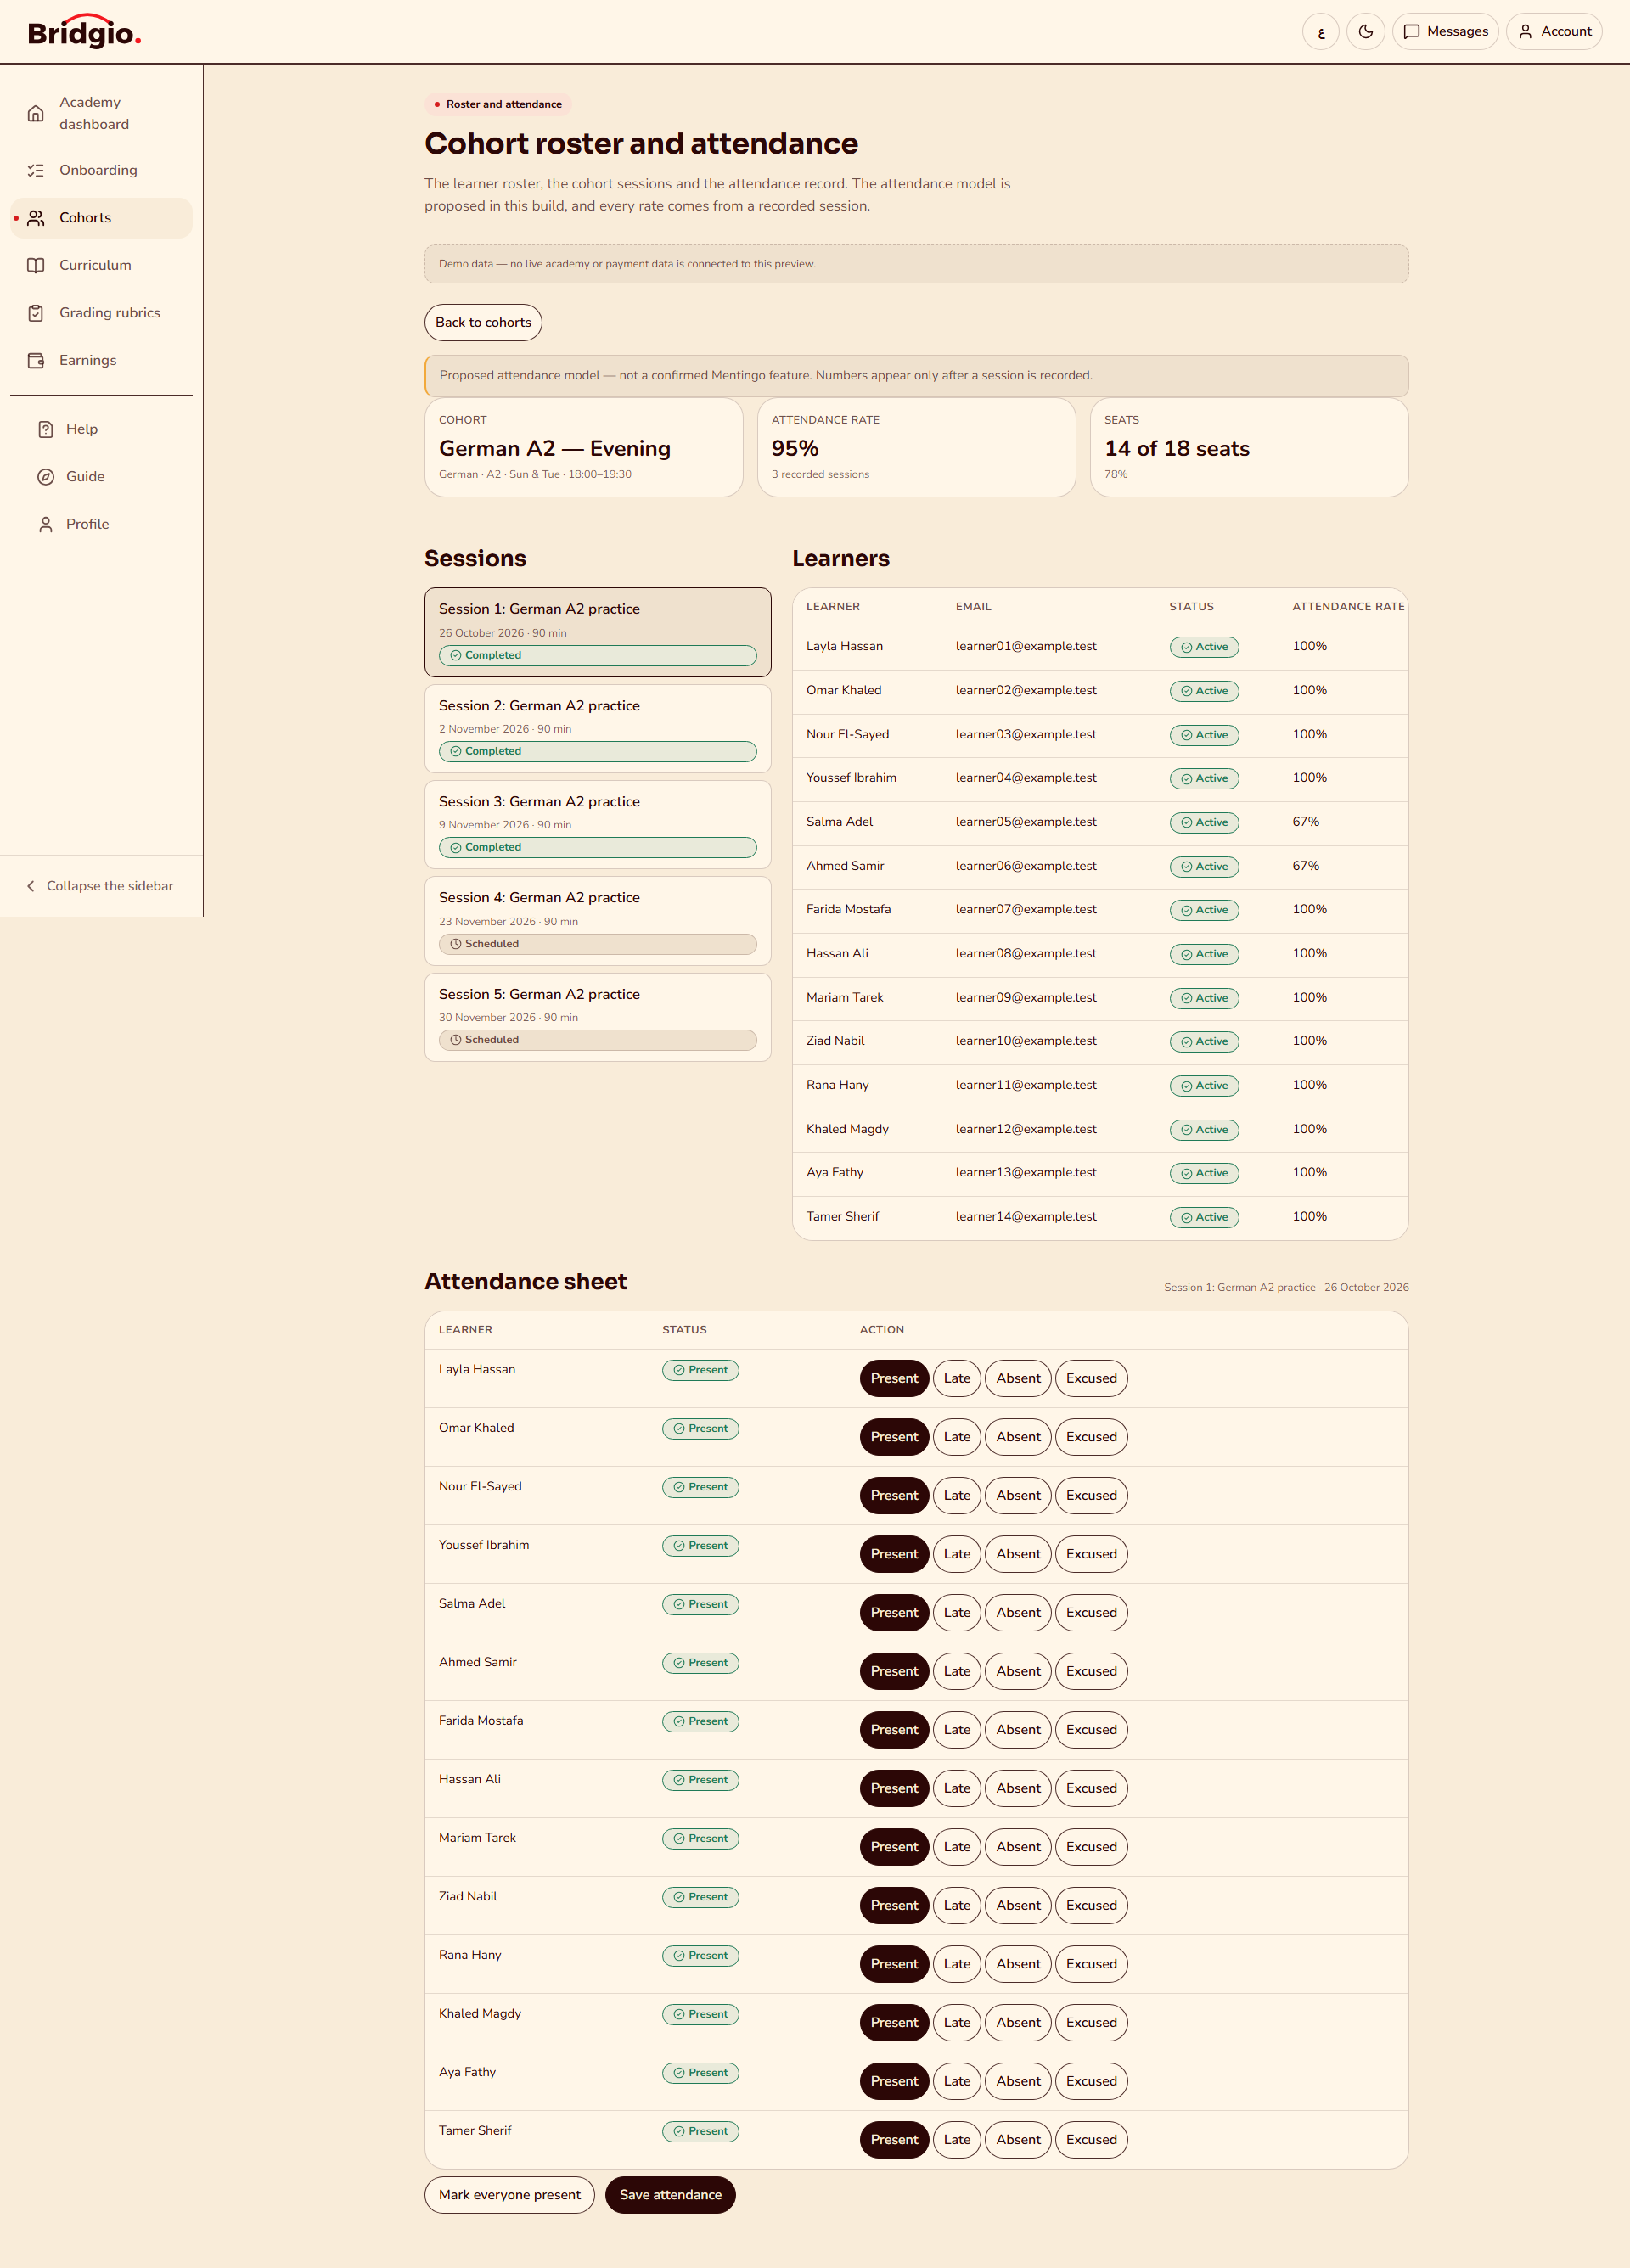 Bridgio.
ع
Messages
Account
Academy
dashboard
Onboarding
Cohorts
Curriculum
Grading rubrics
Earnings
Help
Guide
Profile
Collapse the sidebar
Roster and attendance
Cohort roster and attendance
The learner roster, the cohort sessions and the attendance record. The attendance model is
proposed in this build, and every rate comes from a recorded session.
Demo data — no live academy or payment data is connected to this preview.
Back to cohorts
Proposed attendance model — not a confirmed Mentingo feature. Numbers appear only after a session is recorded.
COHORT
German A2 — Evening
German · A2 · Sun & Tue · 18:00–19:30
ATTENDANCE RATE
95%
3 recorded sessions
SEATS
14 of 18 seats
78%
Sessions
Session 1: German A2 practice
26 October 2026 · 90 min
Completed
Session 2: German A2 practice
2 November 2026 · 90 min
Completed
Session 3: German A2 practice
9 November 2026 · 90 min
Completed
Session 4: German A2 practice
23 November 2026 · 90 min
Scheduled
Session 5: German A2 practice
30 November 2026 · 90 min
Scheduled
Learners
LEARNER EMAIL STATUS ATTENDANCE RATE
Layla Hassan learner01@example.test Active 100%
Omar Khaled learner02@example.test Active 100%
Nour El-Sayed learner03@example.test Active 100%
Youssef Ibrahim learner04@example.test Active 100%
Salma Adel learner05@example.test Active 67%
Ahmed Samir learner06@example.test Active 67%
Farida Mostafa learner07@example.test Active 100%
Hassan Ali learner08@example.test Active 100%
Mariam Tarek learner09@example.test Active 100%
Ziad Nabil learner10@example.test Active 100%
Rana Hany learner11@example.test Active 100%
Khaled Magdy learner12@example.test Active 100%
Aya Fathy learner13@example.test Active 100%
Tamer Sherif learner14@example.test Active 100%
Attendance sheet
Session 1: German A2 practice · 26 October 2026
LEARNER STATUS ACTION
Layla Hassan Present Present Late Absent Excused
Omar Khaled Present Present Late Absent Excused
Nour El-Sayed Present Present Late Absent Excused
Youssef Ibrahim Present Present Late Absent Excused
Salma Adel Present Present Late Absent Excused
Ahmed Samir Present Present Late Absent Excused
Farida Mostafa Present Present Late Absent Excused
Hassan Ali Present Present Late Absent Excused
Mariam Tarek Present Present Late Absent Excused
Ziad Nabil Present Present Late Absent Excused
Rana Hany Present Present Late Absent Excused
Khaled Magdy Present Present Late Absent Excused
Aya Fathy Present Present Late Absent Excused
Tamer Sherif Present Present Late Absent Excused
Mark everyone present
Save attendance